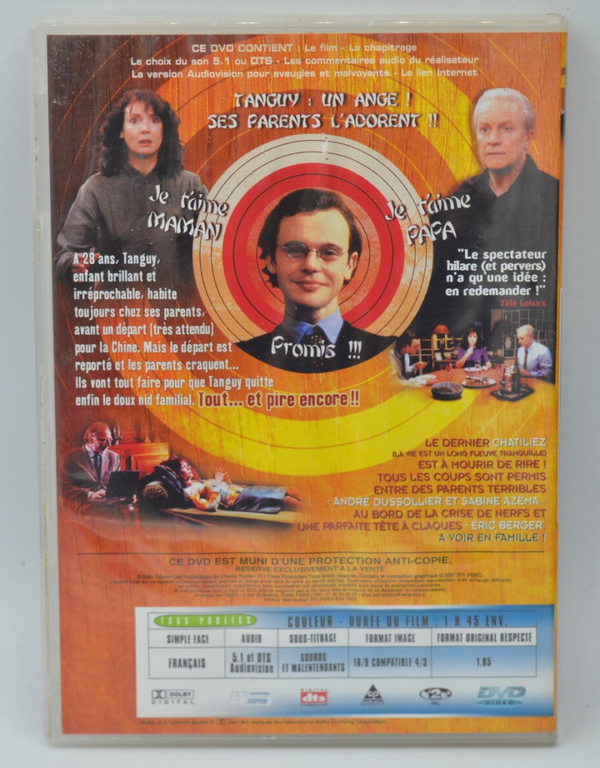 CE DVD CONTIENT : Le film - Le chapitrage
Le choix du son 5.1 ou DTS - Les commentaires audio du réalisateur
La version Audiovision pour aveugles et malvoyants - Le lien Internet
TANGUY : UN ANGE !
SES PARENTS L'ADORENT !!
Je t'aime
MAMAN
Je t'aime
PAPA
A 28 ans, Tanguy,
enfant brillant et
irréprochable, habite
toujours chez ses parents,
avant un départ (très attendu)
pour la Chine. Mais le départ est
reporté et les parents craquent...
Ils vont tout faire pour que Tanguy quitte
enfin le doux nid familial. Tout... et pire encore !!
Promis !!!
"Le spectateur
hilare (et pervers)
n'a qu'une idée :
en redemander !"
Télé Loisirs
LE DERNIER CHATILIEZ
(LA VIE EST UN LONG FLEUVE TRANQUILLE)
EST À MOURIR DE RIRE !
TOUS LES COUPS SONT PERMIS
ENTRE DES PARENTS TERRIBLES
- ANDRÉ DUSSOLLIER ET SABINE AZÉMA -
AU BORD DE LA CRISE DE NERFS ET
UNE PARFAITE TÊTE À CLAQUES - ÉRIC BERGER.
A VOIR EN FAMILLE !
CE DVD EST MUNI D'UNE PROTECTION ANTI-COPIE.
RÉSERVÉ EXCLUSIVEMENT A LA VENTE
TOUS PUBLICS
COULEUR - DURÉE DU FILM : 1 H 45 ENV.
SIMPLE FACE AUDIO SOUS-TITRAGE FORMAT IMAGE FORMAT ORIGINAL RESPECTÉ
FRANÇAIS 5.1 et DTS Audiovision SOURDS ET MALENTENDANTS 16/9 COMPATIBLE 4/3 1.85
DOLBY DIGITAL
DIGITAL dts
2
PAL
DVD